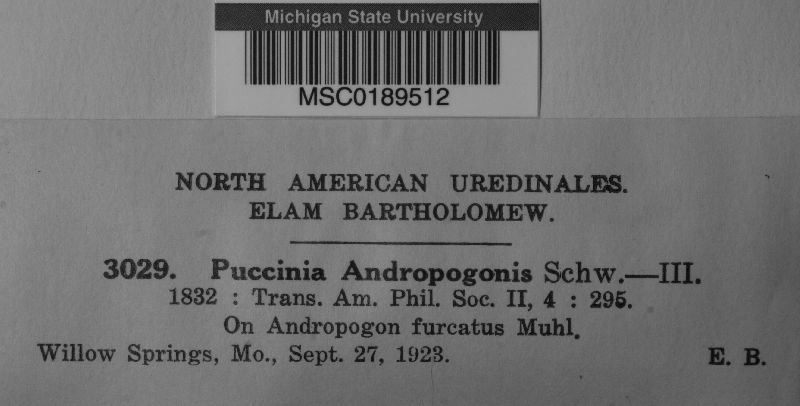 Michigan State University
MSC0189512
NORTH AMERICAN UREDINALES.
ELAM BARTHOLOMEW.
3029. Puccinia Andropogonis Schw.—III.
1832 : Trans. Am. Phil. Soc. II, 4 : 295.
On Andropogon furcatus Muhl.
Willow Springs, Mo., Sept. 27, 1923. E. B.